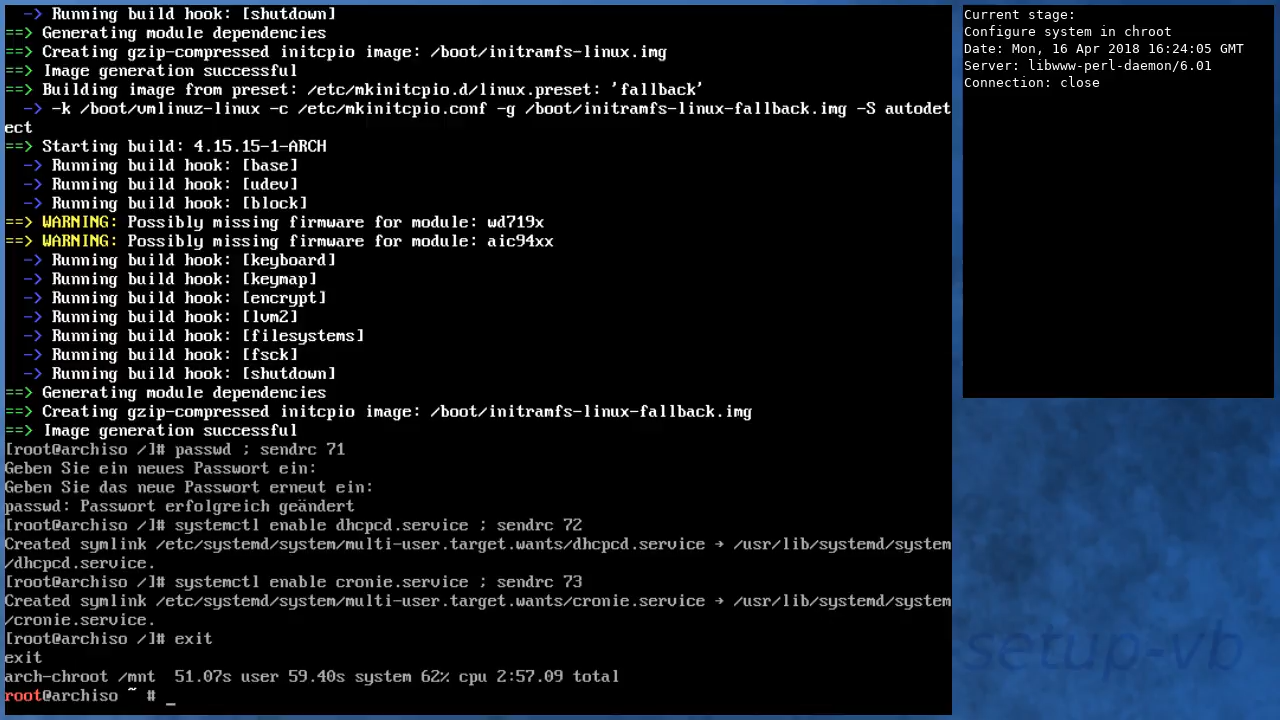 -> Running build hook: [shutdown]
==> Generating module dependencies
==> Creating gzip-compressed initcpio image: /boot/initramfs-linux.img
==> Image generation successful
==> Building image from preset: /etc/mkinitcpio.d/linux.preset: 'fallback'
-> -k /boot/vmlinuz-linux -c /etc/mkinitcpio.conf -g /boot/initramfs-linux-fallback.img -S autodet
ect
==> Starting build: 4.15.15-1-ARCH
-> Running build hook: [base]
-> Running build hook: [udev]
-> Running build hook: [block]
==> WARNING: Possibly missing firmware for module: wd719x
==> WARNING: Possibly missing firmware for module: aic94xx
-> Running build hook: [keyboard]
-> Running build hook: [keymap]
-> Running build hook: [encrypt]
-> Running build hook: [lvm2]
-> Running build hook: [filesystems]
-> Running build hook: [fsck]
-> Running build hook: [shutdown]
==> Generating module dependencies
==> Creating gzip-compressed initcpio image: /boot/initramfs-linux-fallback.img
==> Image generation successful
[root@archiso /]# passwd ; sendrc 71
Geben Sie ein neues Passwort ein:
Geben Sie das neue Passwort erneut ein:
passwd: Passwort erfolgreich geändert
[root@archiso /]# systemctl enable dhcpcd.service ; sendrc 72
Created symlink /etc/systemd/system/multi-user.target.wants/dhcpcd.service → /usr/lib/systemd/system
/dhcpcd.service.
[root@archiso /]# systemctl enable cronie.service ; sendrc 73
Created symlink /etc/systemd/system/multi-user.target.wants/cronie.service → /usr/lib/systemd/system
/cronie.service.
[root@archiso /]# exit
exit
arch-chroot /mnt  51.07s user 59.40s system 62% cpu 2:57.09 total
root@archiso ~ # _
Current stage:
Configure system in chroot
Date: Mon, 16 Apr 2018 16:24:05 GMT
Server: libwww-perl-daemon/6.01
Connection: close
setup-vb